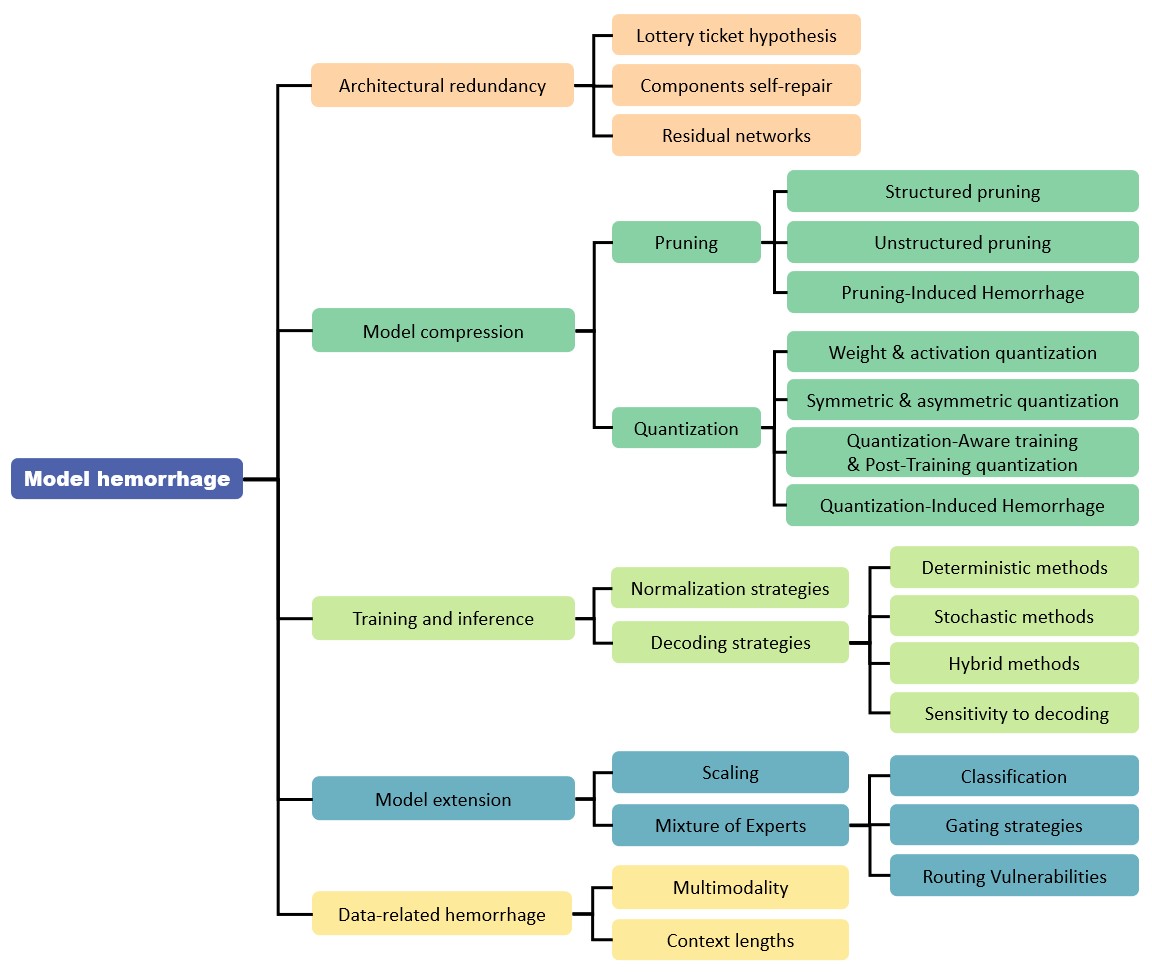 Model hemorrhage
Architectural redundancy
Lottery ticket hypothesis
Components self-repair
Residual networks
Model compression
Pruning
Structured pruning
Unstructured pruning
Pruning-Induced Hemorrhage
Quantization
Weight & activation quantization
Symmetric & asymmetric quantization
Quantization-Aware training
& Post-Training quantization
Quantization-Induced Hemorrhage
Training and inference
Normalization strategies
Decoding strategies
Deterministic methods
Stochastic methods
Hybrid methods
Sensitivity to decoding
Model extension
Scaling
Mixture of Experts
Classification
Gating strategies
Routing Vulnerabilities
Data-related hemorrhage
Multimodality
Context lengths